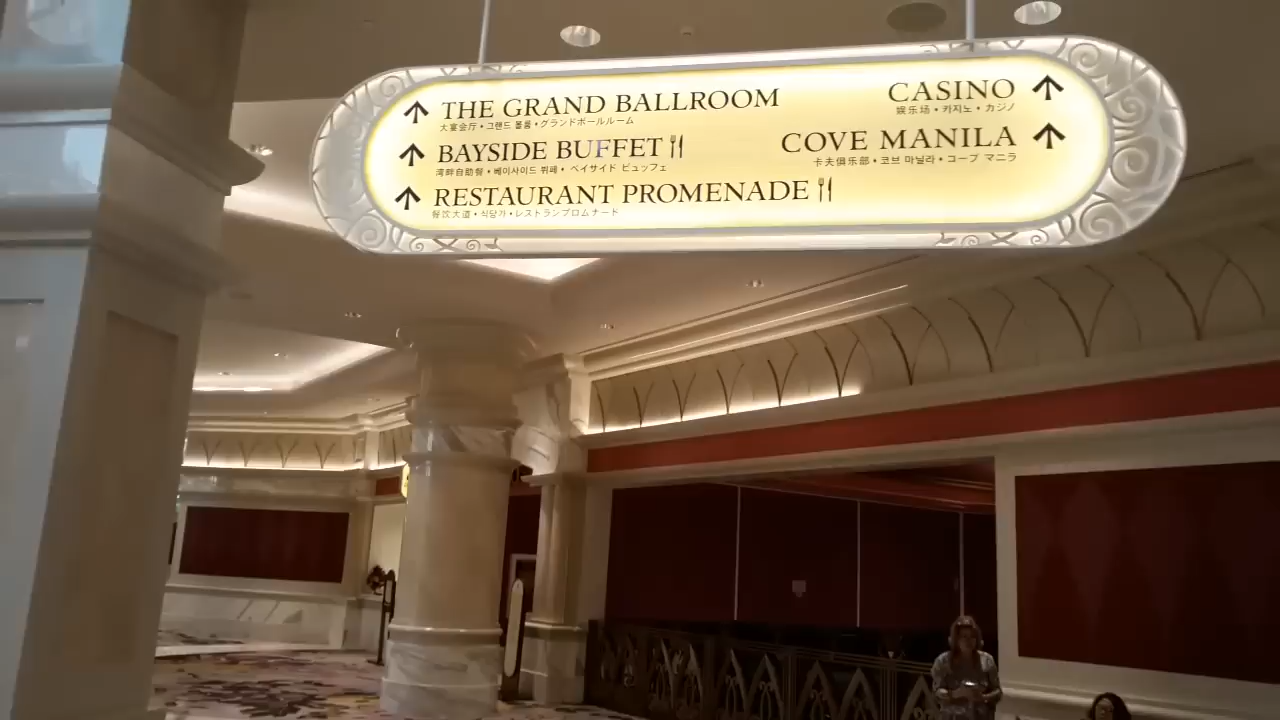 THE GRAND BALLROOM
大宴会厅 • 그랜드 볼룸 • グランドボールルーム
BAYSIDE BUFFET
湾畔自助餐 • 베이사이드 뷔페 • ベイサイド ビュッフェ
RESTAURANT PROMENADE
餐饮大道 • 식당가 • レストランプロムナード
CASINO
娱乐场 • 카지노 • カジノ
COVE MANILA
卡夫俱乐部 • 코브 마닐라 • コーブ マニラ